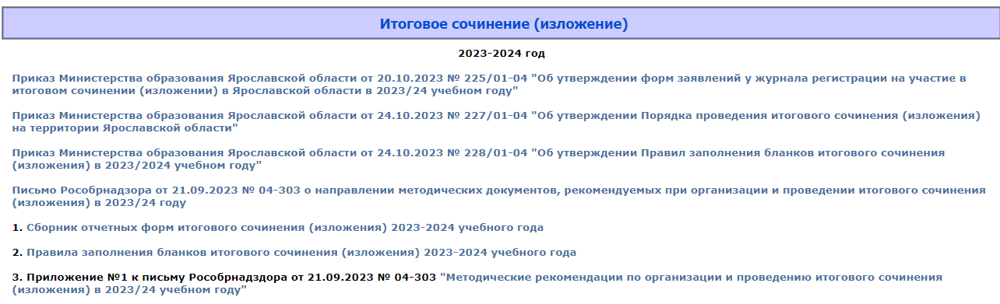 Итоговое сочинение (изложение)
2023-2024 год
Приказ Министерства образования Ярославской области от 20.10.2023 № 225/01-04 "Об утверждении форм заявлений у журнала регистрации на участие в
итоговом сочинении (изложении) в Ярославской области в 2023/24 учебном году"
Приказ Министерства образования Ярославской области от 24.10.2023 № 227/01-04 "Об утверждении Порядка проведения итогового сочинения (изложения)
на территории Ярославской области"
Приказ Министерства образования Ярославской области от 24.10.2023 № 228/01-04 "Об утверждении Правил заполнения бланков итогового сочинения
(изложения) в 2023/2024 учебном году"
Письмо Рособрнадзора от 21.09.2023 № 04-303 о направлении методических документов, рекомендуемых при организации и проведении итогового сочинения
(изложения) в 2023/24 году
1. Сборник отчетных форм итогового сочинения (изложения) 2023-2024 учебного года
2. Правила заполнения бланков итогового сочинения (изложения) 2023-2024 учебного года
3. Приложение №1 к письму Рособрнадздора от 21.09.2023 № 04-303 "Методические рекомендации по организации и проведению итогового сочинения
(изложения) в 2023/24 учебном году"